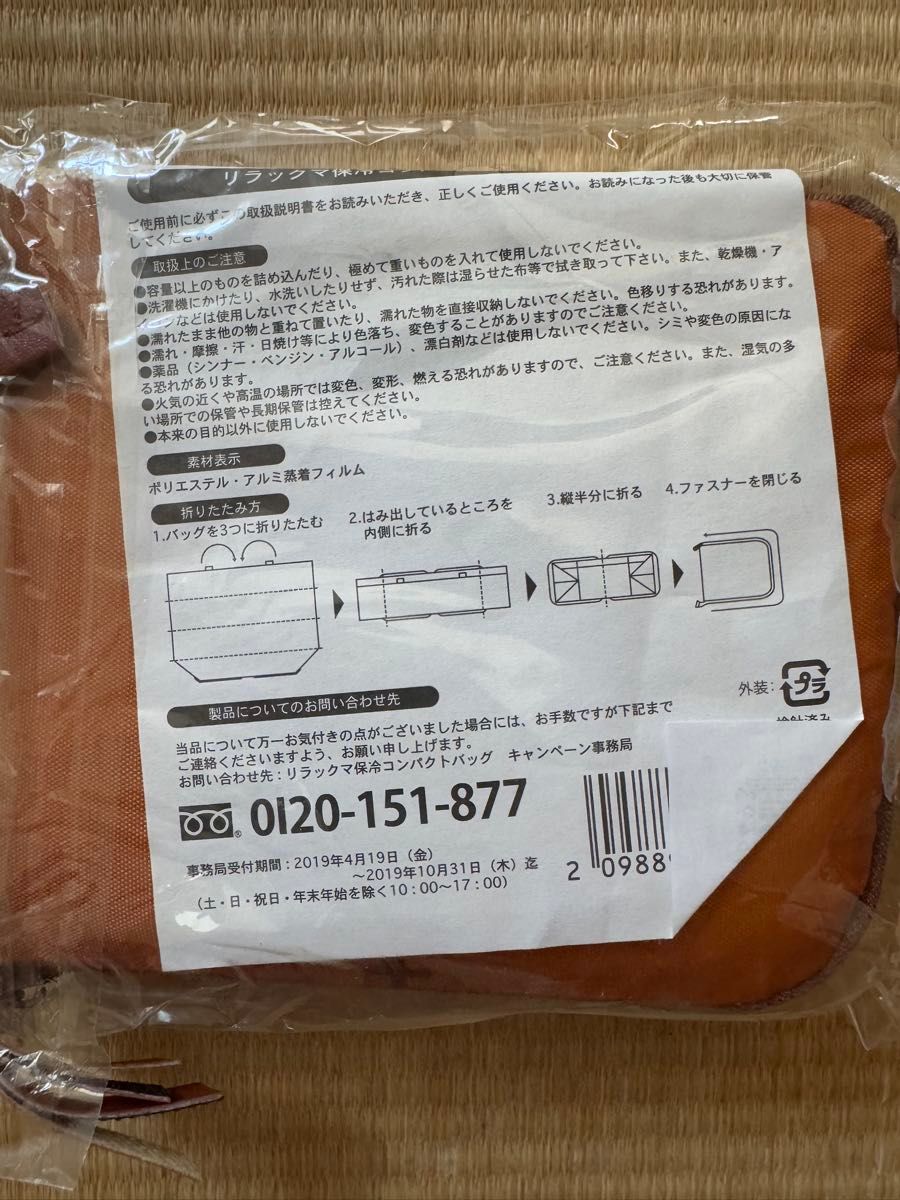 リラックマ保冷コン
ご使用前に必ずこの取扱説明書をお読みいただき、正しくご使用ください。お読みになった後も大切に保管
してください。
取扱上のご注意
●容量以上のものを詰め込んだり、極めて重いものを入れて使用しないでください。
●洗濯機にかけたり、水洗いしたりせず、汚れた際は湿らせた布等で拭き取って下さい。また、乾燥機・ア
イロンなどは使用しないでください。
●濡れたまま他の物と重ねて置いたり、濡れた物を直接収納しないでください。色移りする恐れがあります。
●濡れ・摩擦・汗・日焼け等により色落ち、変色することがありますのでご注意ください。
●薬品（シンナー・ベンジン・アルコール）、漂白剤などは使用しないでください。シミや変色の原因にな
る恐れがあります。
●火気の近くや高温の場所では変色、変形、燃える恐れがありますので、ご注意ください。また、湿気の多
い場所での保管や長期保管は控えてください。
●本来の目的以外に使用しないでください。
素材表示
ポリエステル・アルミ蒸着フィルム
折りたたみ方
1.バッグを3つに折りたたむ
2.はみ出しているところを
内側に折る
3.縦半分に折る
4.ファスナーを閉じる
外装：
プラ
検針済み
製品についてのお問い合わせ先
当品について万一お気付きの点がございました場合には、お手数ですが下記まで
ご連絡くださいますよう、お願い申し上げます。
お問い合わせ先：リラックマ保冷コンパクトバッグ　キャンペーン事務局
0120-151-877
事務局受付期間：2019年4月19日（金）
～2019年10月31日（木）迄
（土・日・祝日・年末年始を除く10：00～17：00）
2 0988